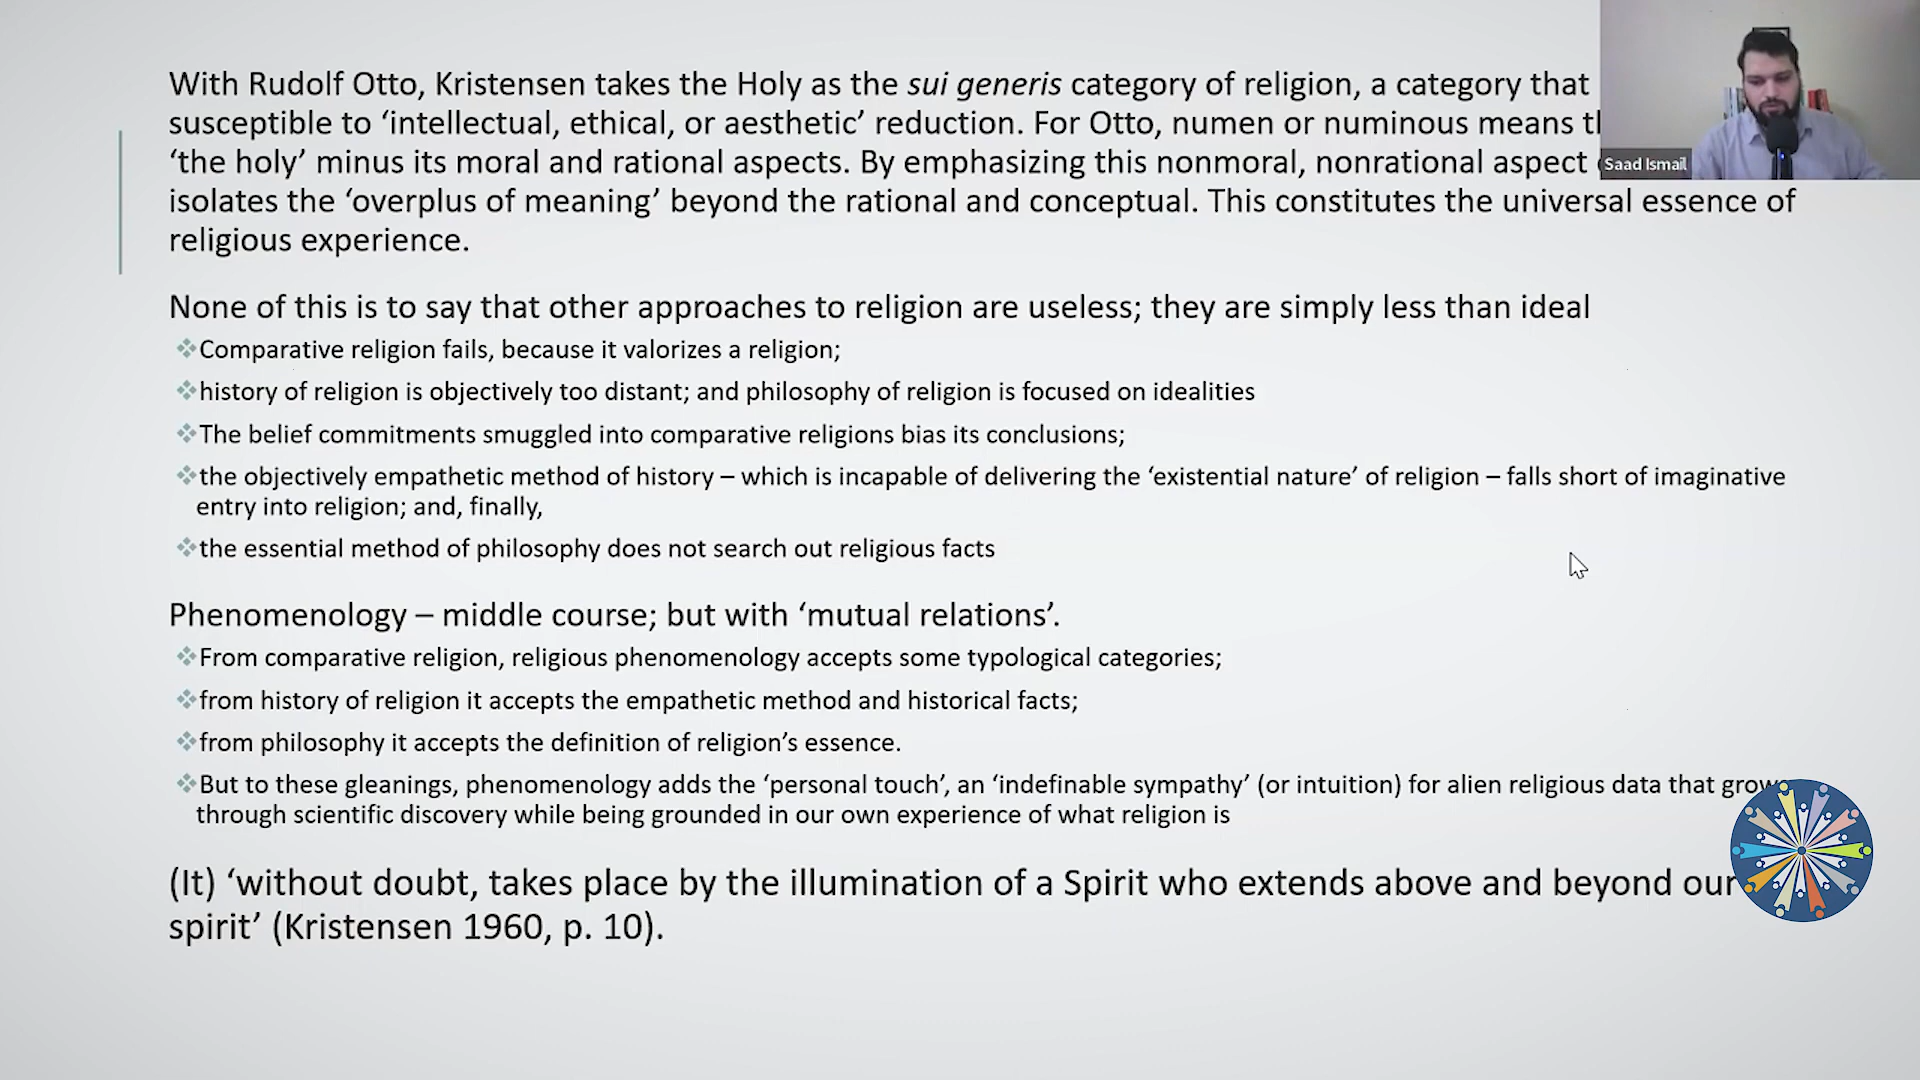 With Rudolf Otto, Kristensen takes the Holy as the sui generis category of religion, a category that
susceptible to ‘intellectual, ethical, or aesthetic’ reduction. For Otto, numen or numinous means
‘the holy’ minus its moral and rational aspects. By emphasizing this nonmoral, nonrational aspect
Saad Ismail
isolates the ‘overplus of meaning’ beyond the rational and conceptual. This constitutes the universal essence of
religious experience.
None of this is to say that other approaches to religion are useless; they are simply less than ideal
❖Comparative religion fails, because it valorizes a religion;
❖history of religion is objectively too distant; and philosophy of religion is focused on idealities
❖The belief commitments smuggled into comparative religions bias its conclusions;
❖the objectively empathetic method of history – which is incapable of delivering the ‘existential nature’ of religion – falls short of imaginative
entry into religion; and, finally,
❖the essential method of philosophy does not search out religious facts
Phenomenology – middle course; but with ‘mutual relations’.
❖From comparative religion, religious phenomenology accepts some typological categories;
❖from history of religion it accepts the empathetic method and historical facts;
❖from philosophy it accepts the definition of religion’s essence.
❖But to these gleanings, phenomenology adds the ‘personal touch’, an ‘indefinable sympathy’ (or intuition) for alien religious data that
through scientific discovery while being grounded in our own experience of what religion is
(It) ‘without doubt, takes place by the illumination of a Spirit who extends above and beyond our
spirit’ (Kristensen 1960, p. 10).